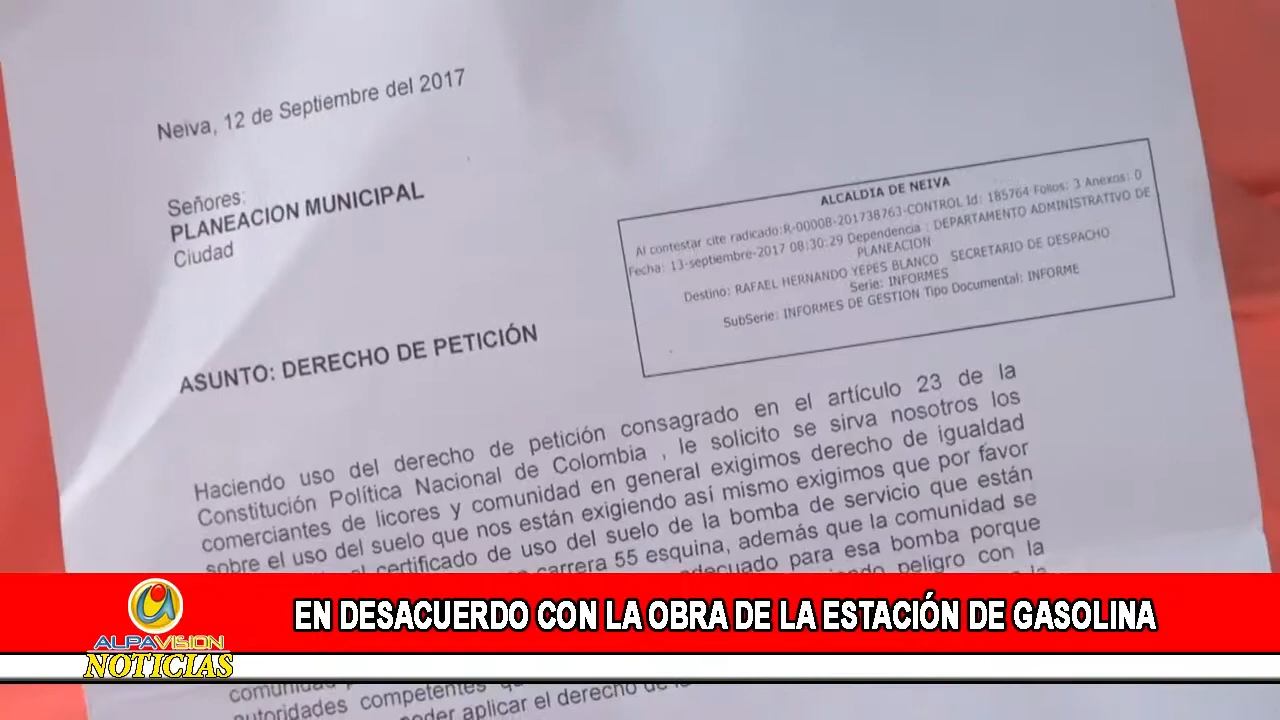 Neiva, 12 de Septiembre del 2017
Señores:
PLANEACION MUNICIPAL
Ciudad
ALCALDIA DE NEIVA
Al contestar cite radicado:R-00008-201738763-CONTROL Id: 185764 Folios: 3 Anexos: 0
Fecha: 13-septiembre-2017 08:30:29 Dependencia : DEPARTAMENTO ADMINISTRATIVO DE
PLANEACION
Destino: RAFAEL HERNANDO YEPES BLANCO SECRETARIO DE DESPACHO
Serie: INFORMES
SubSerie: INFORMES DE GESTION Tipo Documental: INFORME
ASUNTO: DERECHO DE PETICIÓN
Haciendo uso del derecho de petición consagrado en el artículo 23 de la
Constitución Política Nacional de Colombia , le solicito se sirva nosotros los
comerciantes de licores y comunidad en general exigimos derecho de igualdad
sobre el uso del suelo que nos están exigiendo así mismo exigimos que por favor
certificado de uso del suelo de la bomba de servicio que están
carrera 55 esquina, además que la comunidad se
para esa bomba porque
peligro con la
EN DESACUERDO CON LA OBRA DE LA ESTACIÓN DE GASOLINA
ALPAVISION
NOTICIAS
autoridades competentes
aplicar el derecho de